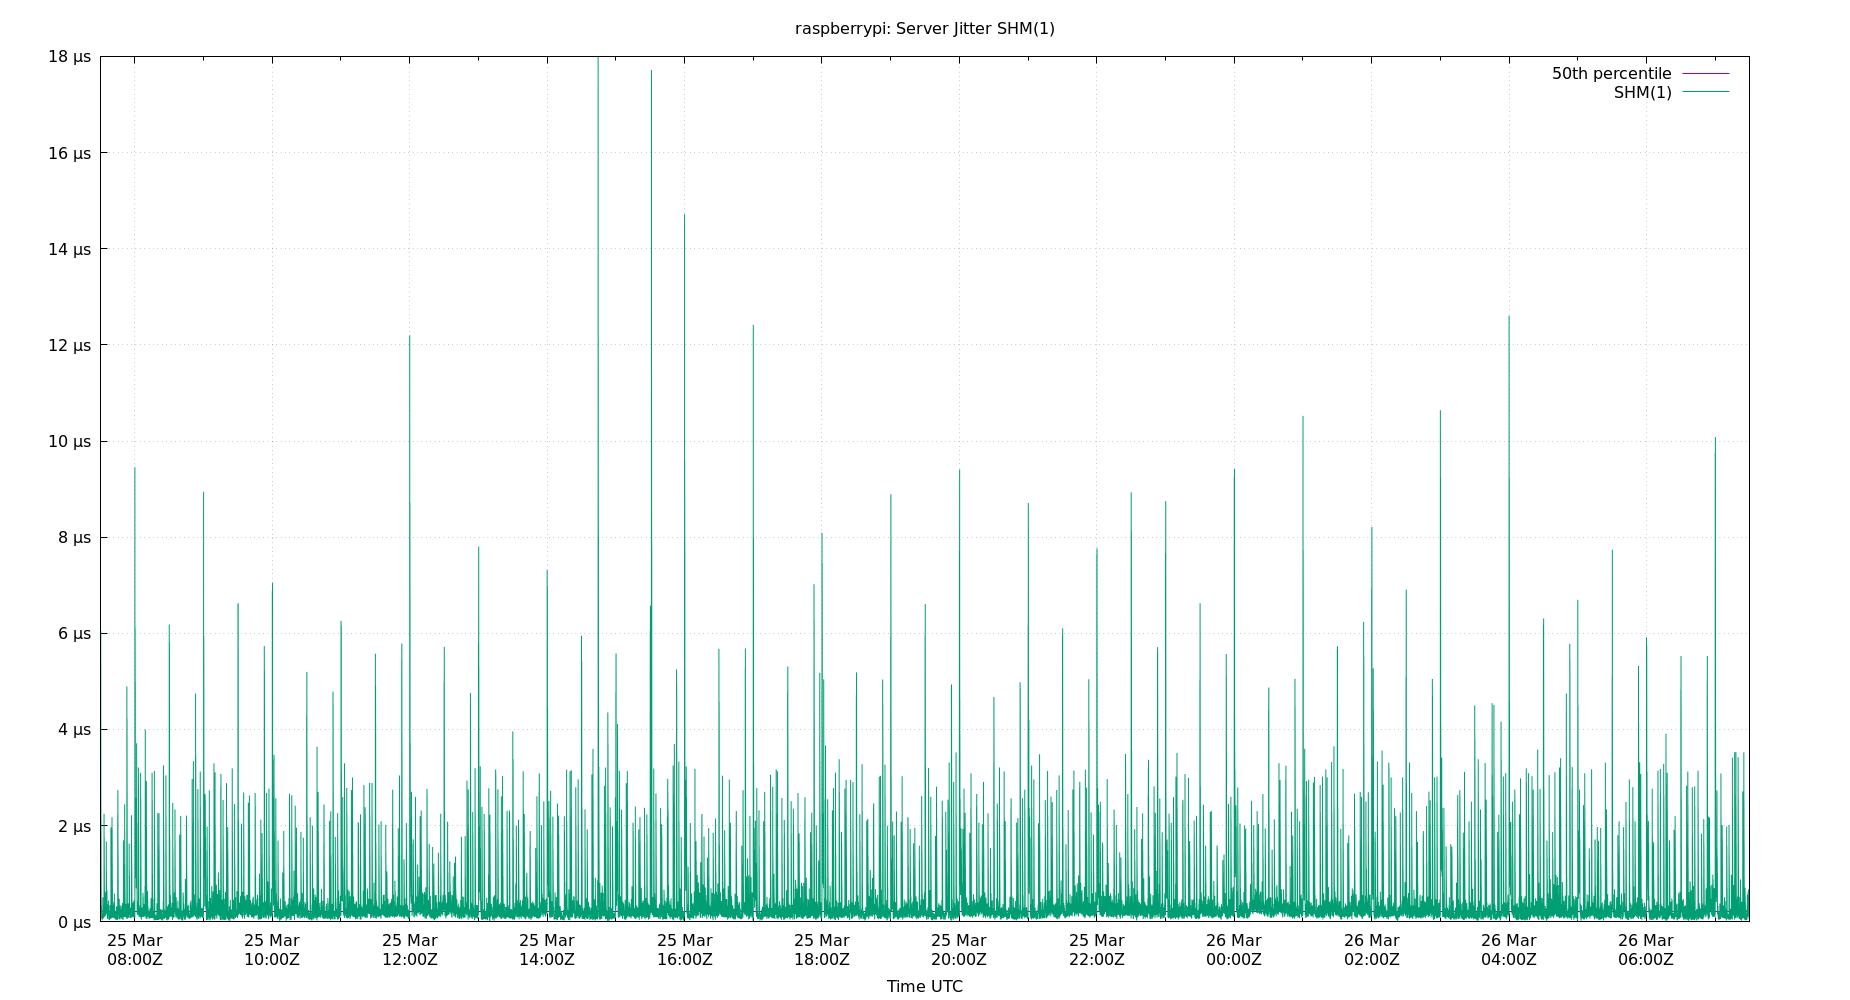 raspberrypi: Server Jitter SHM(1)
18 µs
50th percentile
SHM(1)
16 µs
14 µs
12 µs
10 µs
8 µs
6 µs
4 µs
2 µs
0 µs
25 Mar 25 Mar 25 Mar 25 Mar 25 Mar 25 Mar 25 Mar 25 Mar 26 Mar 26 Mar 26 Mar 26 Mar
08:00Z 10:00Z 12:00Z 14:00Z 16:00Z 18:00Z 20:00Z 22:00Z 00:00Z 02:00Z 04:00Z 06:00Z
Time UTC